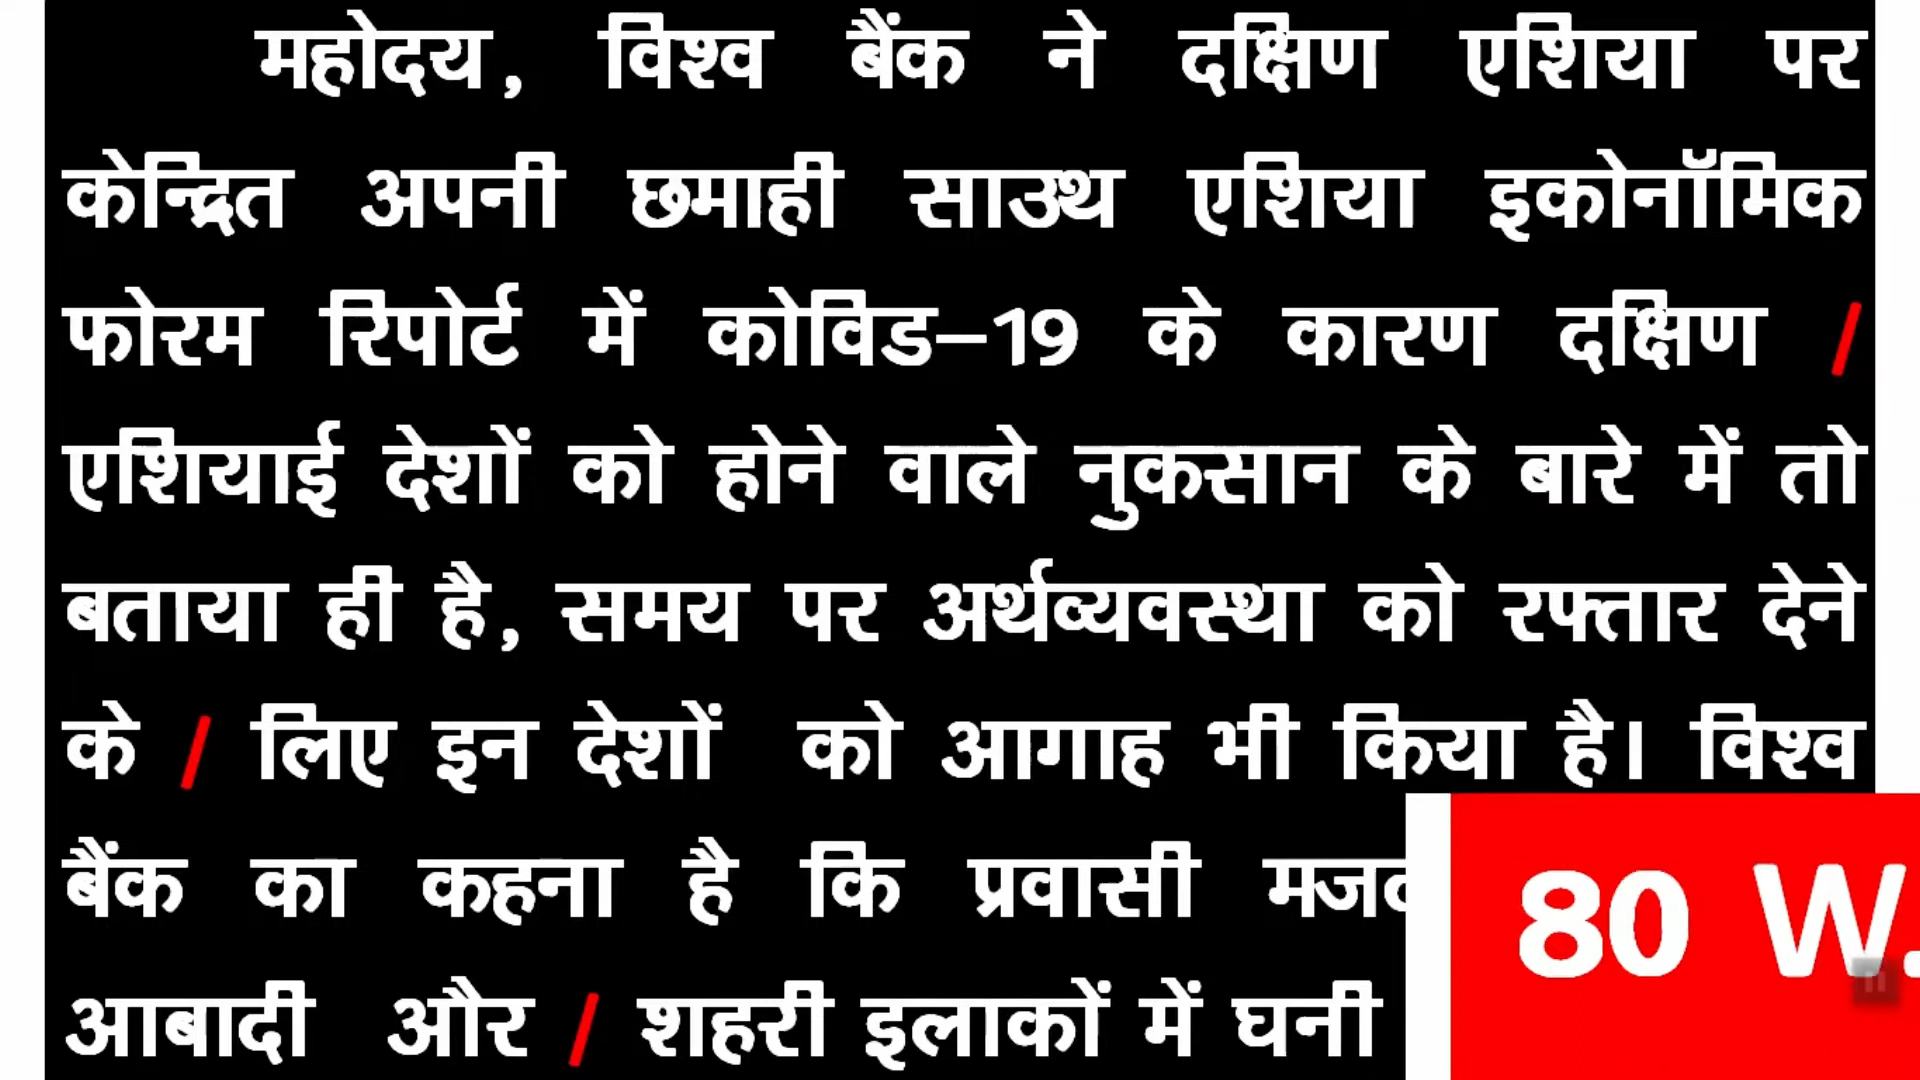 महोदय, विश्व बैंक ने दक्षिण एशिया पर
केन्द्रित अपनी छमाही साउथ एशिया इकोनॉमिक
फोरम रिपोर्ट में कोविड–19 के कारण दक्षिण /
एशियाई देशों को होने वाले नुकसान के बारे में तो
बताया ही है, समय पर अर्थव्यवस्था को रफ्तार देने
के / लिए इन देशों को आगाह भी किया है। विश्व
बैंक का कहना है कि प्रवासी
आबादी और / शहरी इलाकों में घनी
80 W.